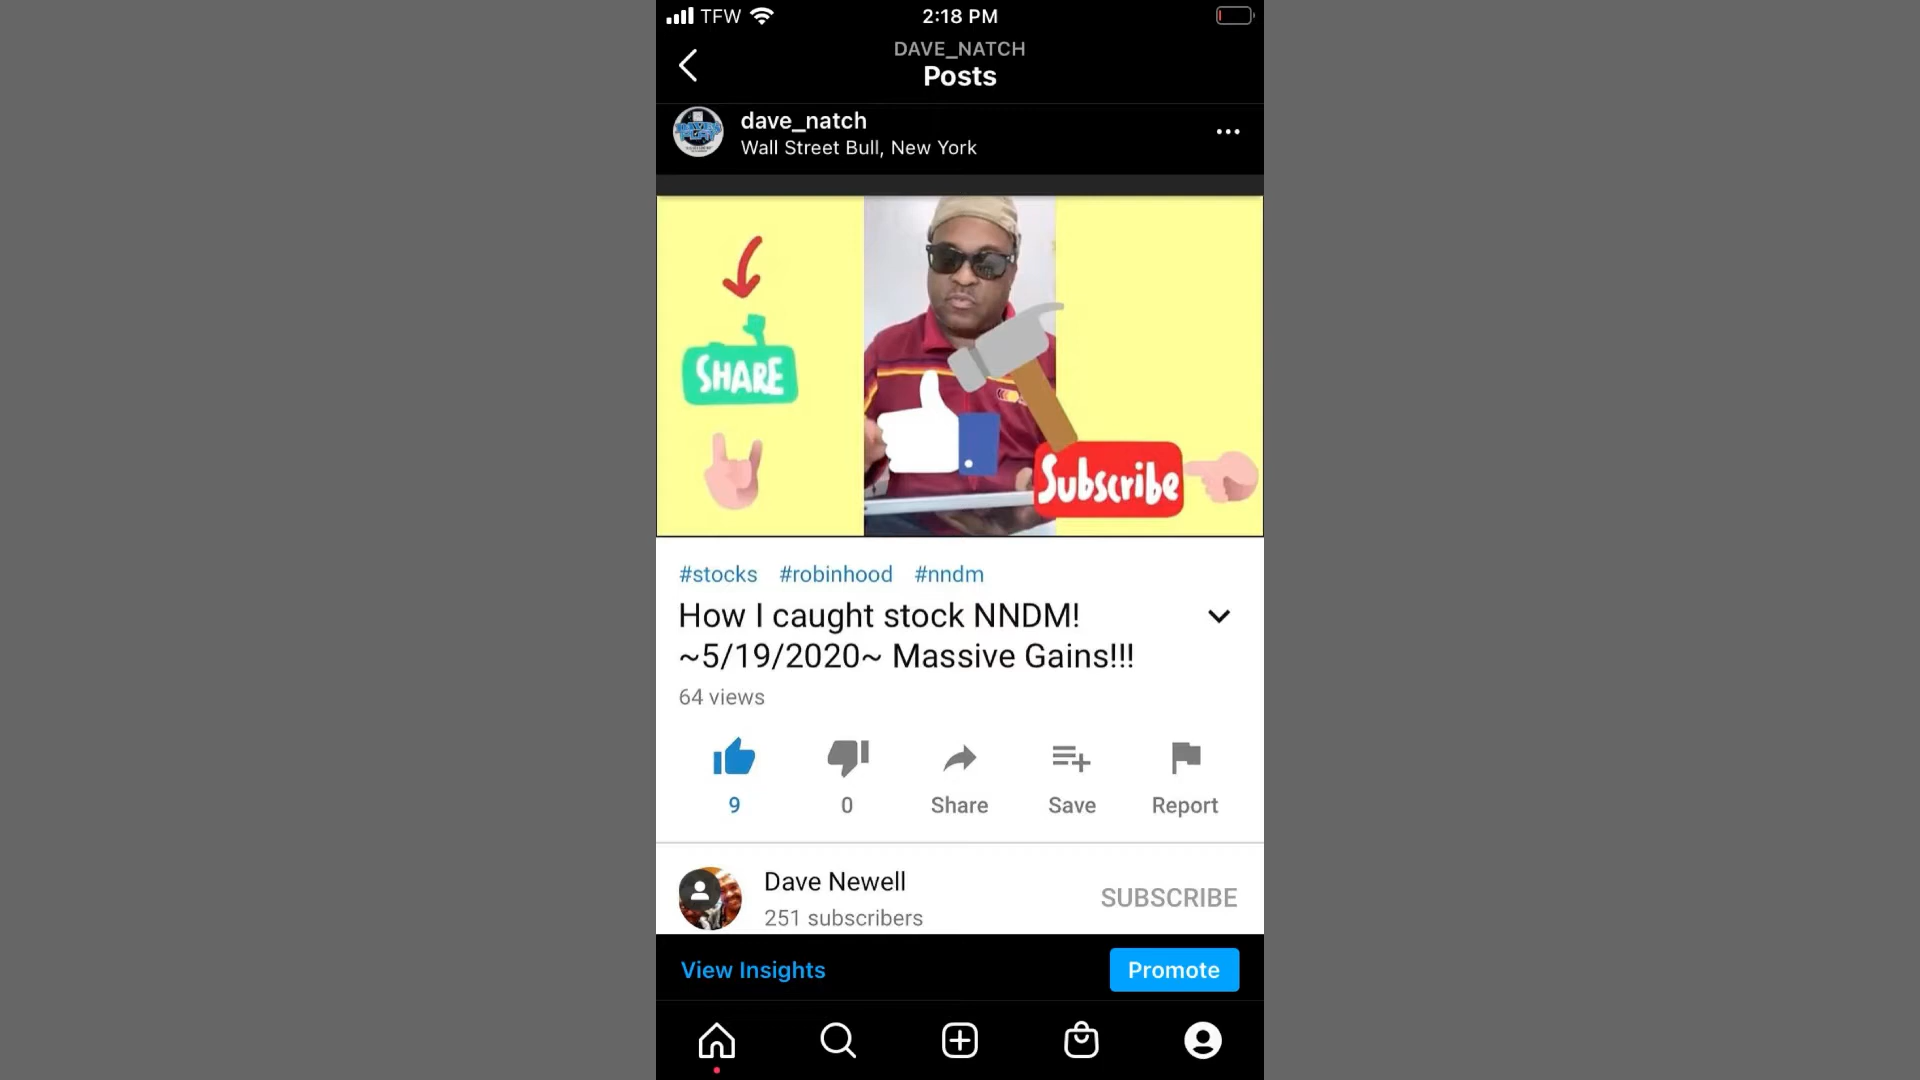 TFW
2:18 PM
DAVE_NATCH
Posts
dave_natch
Wall Street Bull, New York
SHARE
Subscribe
#stocks #robinhood #nndm
How I caught stock NNDM!
~5/19/2020~ Massive Gains!!!
64 views
9
0
Share
Save
Report
Dave Newell
251 subscribers
SUBSCRIBE
View Insights
Promote